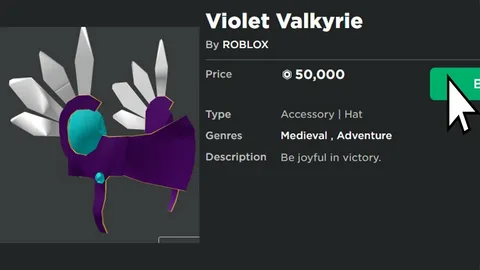 Violet Valkyrie
By ROBLOX
Price 50,000
Type Accessory | Hat
Genres Medieval , Adventure
Description Be joyful in victory.